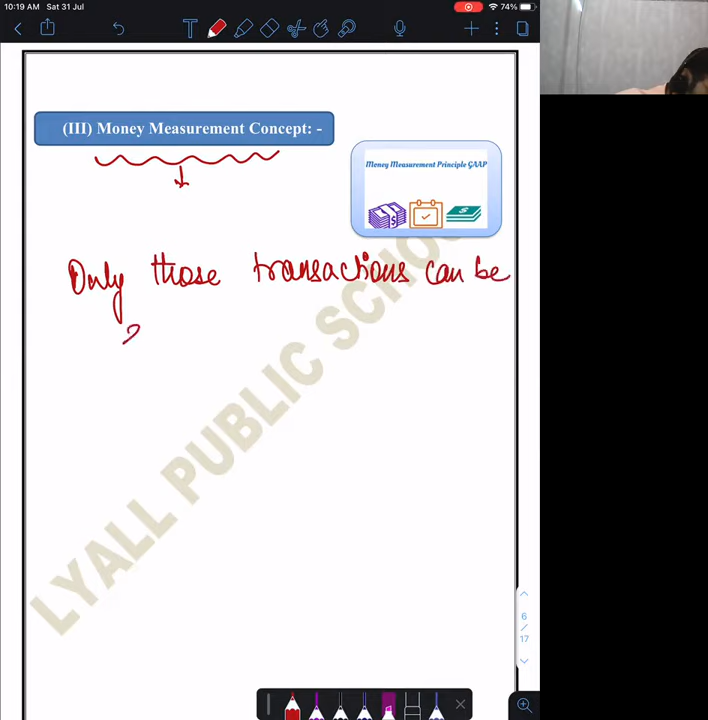 10:19 AM Sat 31 Jul
74%
T
(III) Money Measurement Concept: -
Money Measurement Principle GAAP
Only those transactions can be
LYALL PUBLIC SCHOO
6
/
17